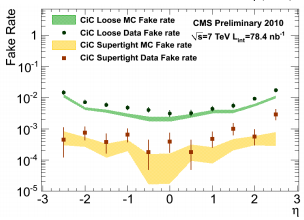 CiC Loose MC Fake rate
CiC Loose Data Fake rate
CiC Supertight MC Fake rate
CiC Supertight Data Fake rate
CMS Preliminary 2010
√s=7 TeV L_int=78.4 nb⁻¹
Fake Rate
1
10⁻¹
10⁻²
10⁻³
10⁻⁴
10⁻⁵
-3 -2 -1 0 1 2 3
η